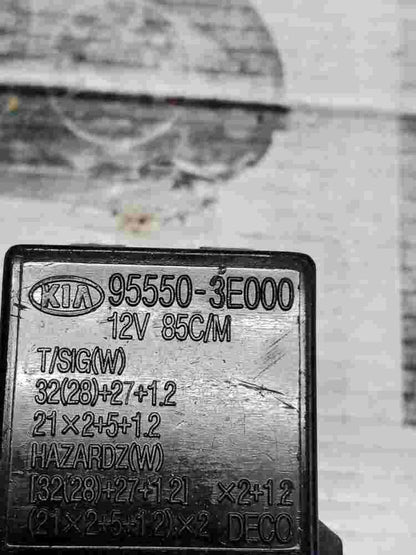 KIA 95550-3E000
12V 85C/M
T/SIG(W)
32(28)+27+1.2
21×2+5+1.2
HAZARDZ(W)
[32(28)+27+1.2] ×2+1.2
(21×2+5+1.2)×2 DECO